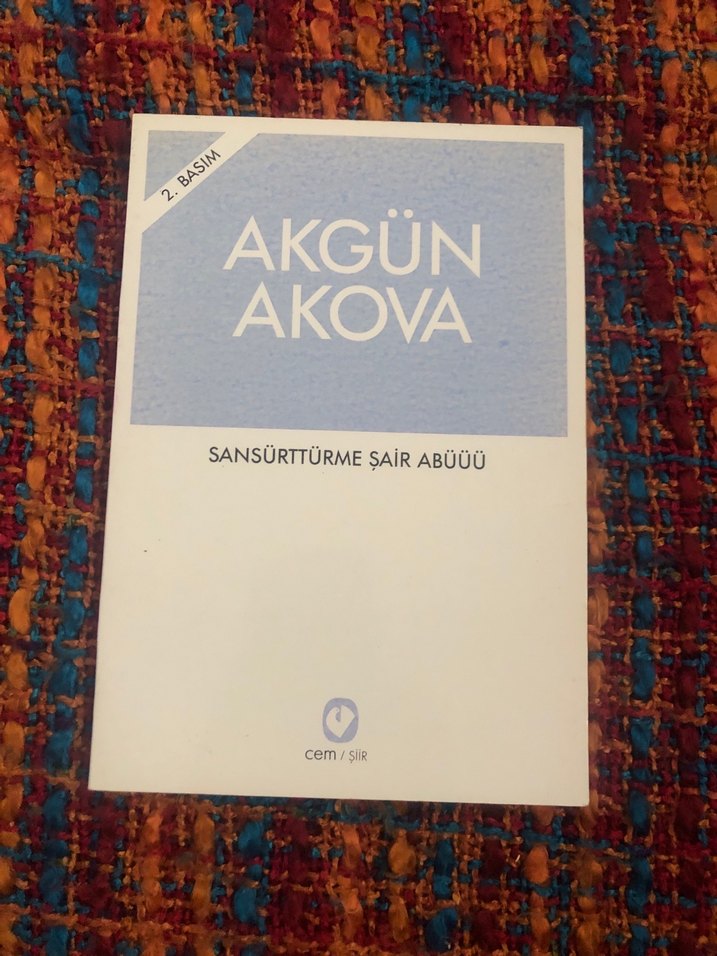 2. BASIM
AKGÜN
AKOVA
SANSÜRTTÜRME ŞAİR ABÜÜÜ
cem / ŞİİR